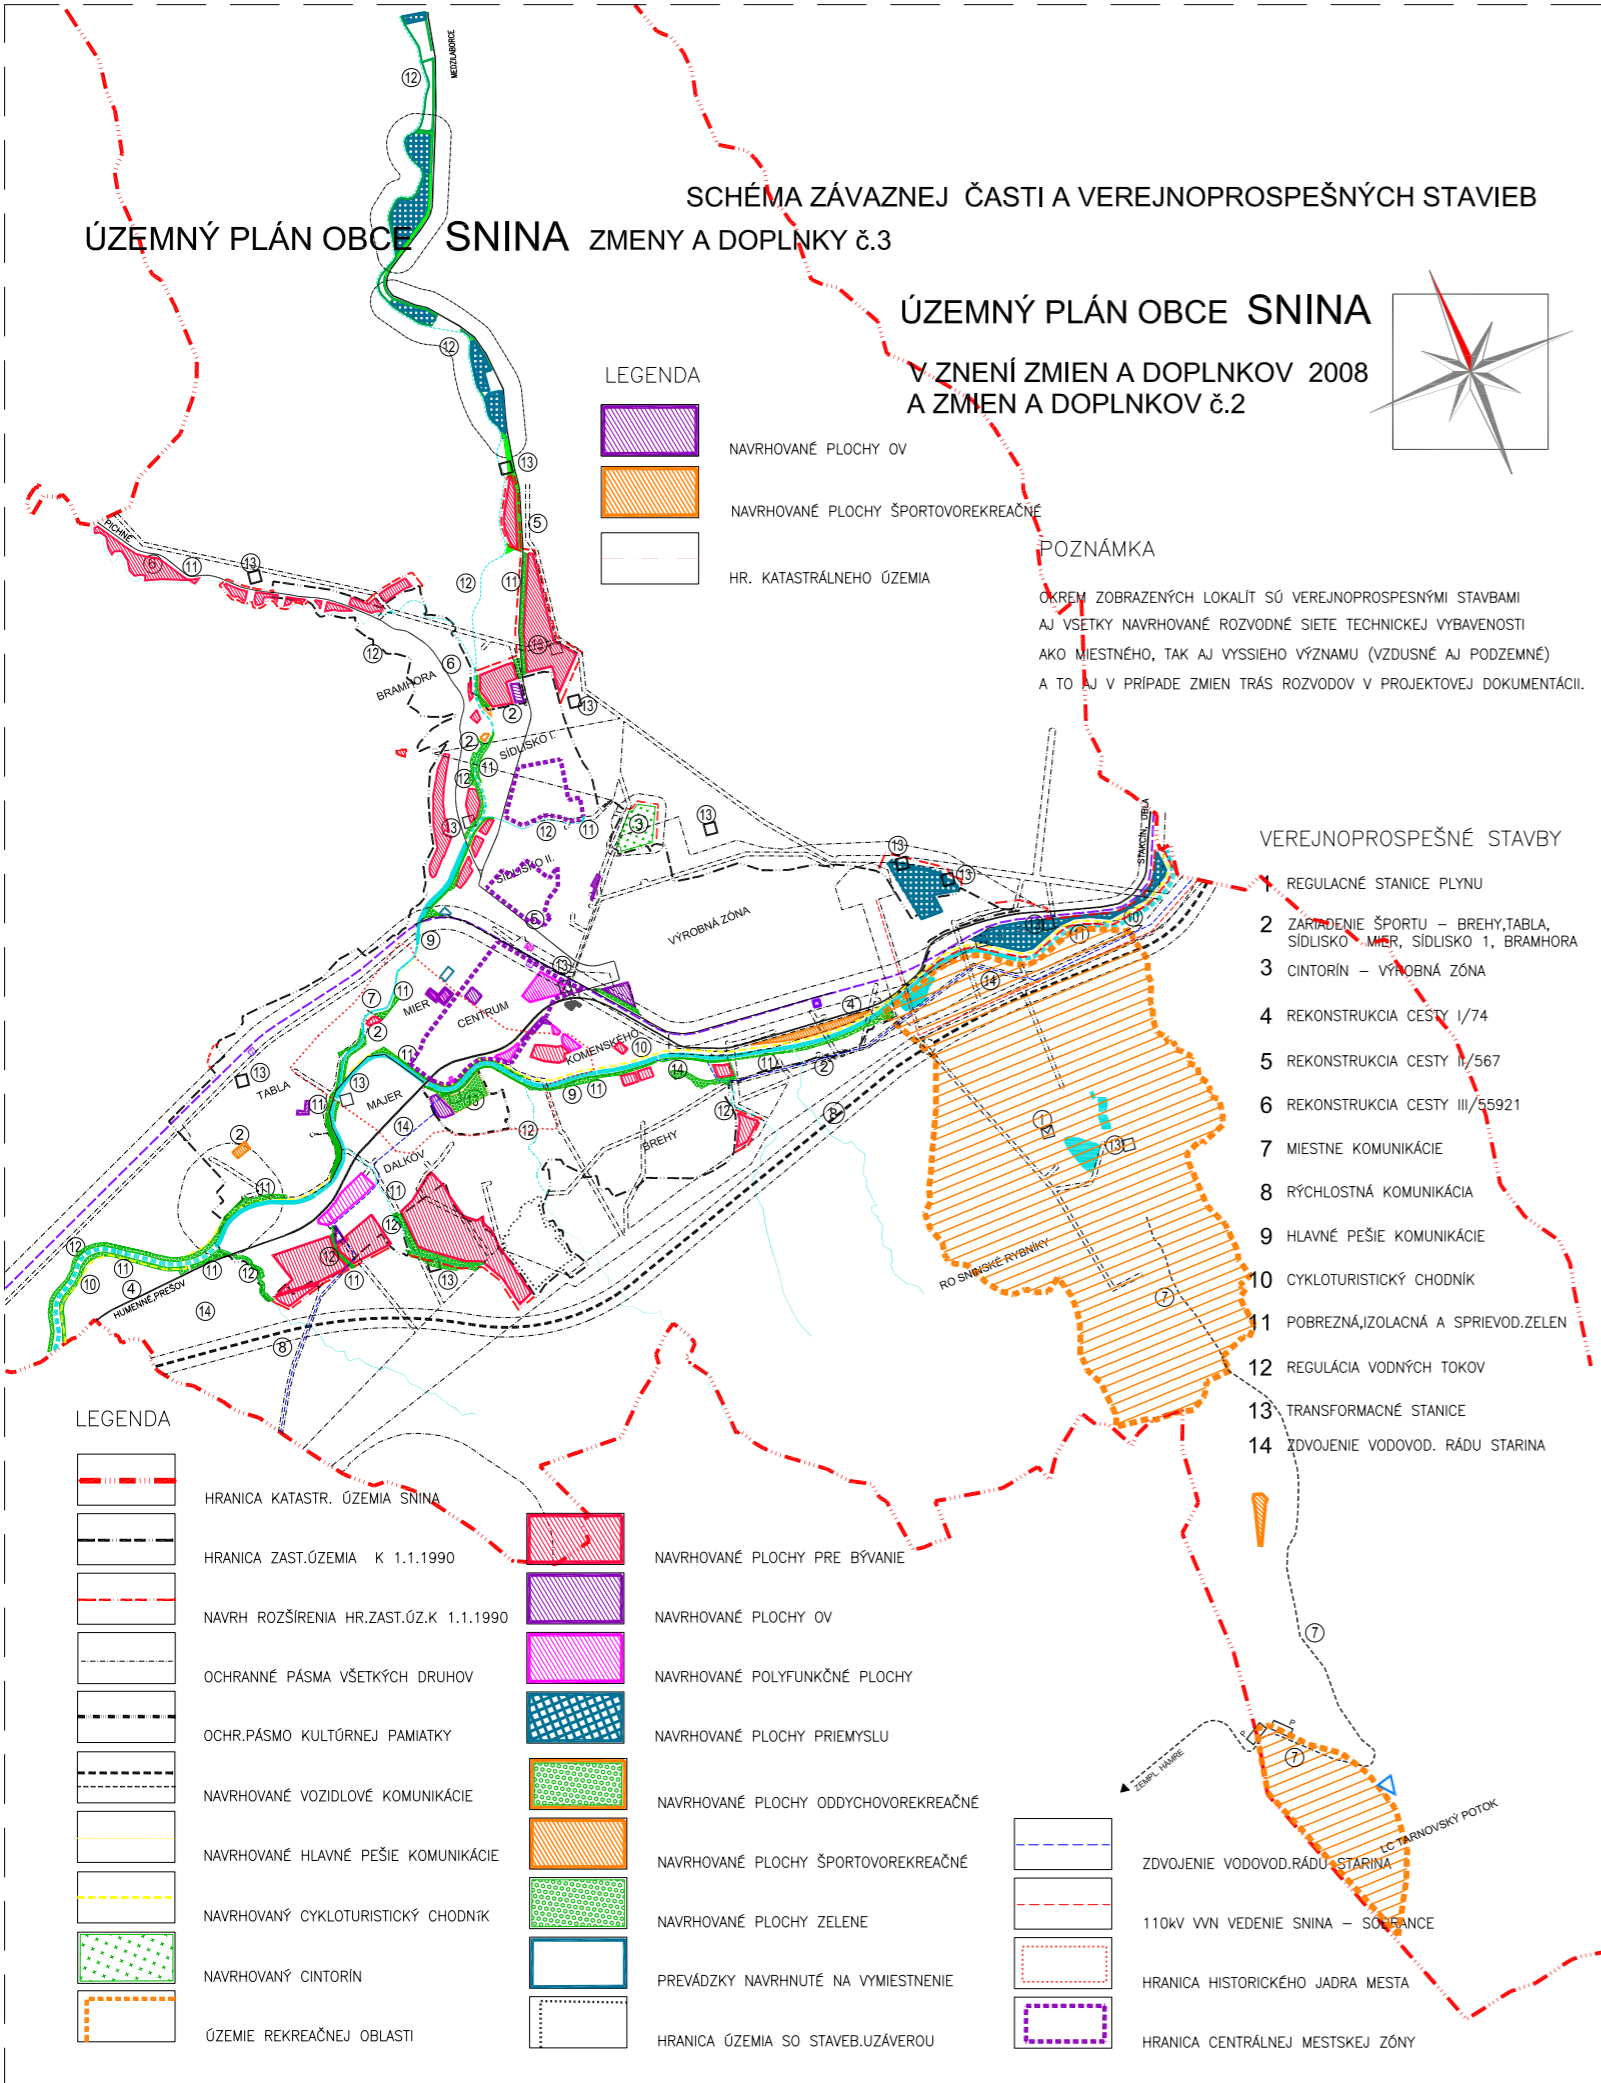 SCHÉMA ZÁVAZNEJ ČASTI A VEREJNOPROSPEŠNÝCH STAVIEB
ÚZEMNÝ PLÁN OBCE SNINA ZMENY A DOPLNKY č.3
ÚZEMNÝ PLÁN OBCE SNINA
V ZNENÍ ZMIEN A DOPLNKOV 2008
A ZMIEN A DOPLNKOV č.2
LEGENDA
NAVRHOVANÉ PLOCHY OV
NAVRHOVANÉ PLOCHY ŠPORTOVOREKREAČNÉ
HR. KATASTRÁLNEHO ÚZEMIA
POZNÁMKA
OKREM ZOBRAZENÝCH LOKALÍT SÚ VEREJNOPROSPESNÝMI STAVBAMI
AJ VSETKY NAVRHOVANÉ ROZVODNÉ SIETE TECHNICKEJ VYBAVENOSTI
AKO MIESTNÉHO, TAK AJ VYSSIEHO VÝZNAMU (VZDUSNÉ AJ PODZEMNÉ)
A TO AJ V PRÍPADE ZMIEN TRÁS ROZVODOV V PROJEKTOVEJ DOKUMENTÁCII.
MEDZILABORCE
PICHNE
BRAMHORA
SÍDLISKO I.
SÍDLISKO II.
VÝROBNÁ ZÓNA
STAKCÍN, UBLA
MIER
CENTRUM
KOMENSKÉHO
TABLA
MAJER
DALKOV
BREHY
HUMENNÉ,PREŠOV
RO SNINSKÉ RYBNÍKY
VEREJNOPROSPEŠNÉ STAVBY
1 REGULACNÉ STANICE PLYNU
2 ZARIADENIE ŠPORTU – BREHY,TABLA,
SÍDLISKO MIER, SÍDLISKO 1, BRAMHORA
3 CINTORÍN – VÝROBNÁ ZÓNA
4 REKONSTRUKCIA CESTY I/74
5 REKONSTRUKCIA CESTY II/567
6 REKONSTRUKCIA CESTY III/55921
7 MIESTNE KOMUNIKÁCIE
8 RÝCHLOSTNÁ KOMUNIKÁCIA
9 HLAVNÉ PEŠIE KOMUNIKÁCIE
10 CYKLOTURISTICKÝ CHODNÍK
11 POBREZNÁ,IZOLACNÁ A SPRIEVOD.ZELEN
12 REGULÁCIA VODNÝCH TOKOV
13 TRANSFORMACNÉ STANICE
14 ZDVOJENIE VODOVOD. RÁDU STARINA
LEGENDA
HRANICA KATASTR. ÚZEMIA SNINA
HRANICA ZAST.ÚZEMIA K 1.1.1990
NAVRH ROZŠÍRENIA HR.ZAST.ÚZ.K 1.1.1990
OCHRANNÉ PÁSMA VŠETKÝCH DRUHOV
OCHR.PÁSMO KULTÚRNEJ PAMIATKY
NAVRHOVANÉ VOZIDLOVÉ KOMUNIKÁCIE
NAVRHOVANÉ HLAVNÉ PEŠIE KOMUNIKÁCIE
NAVRHOVANÝ CYKLOTURISTICKÝ CHODNÍK
NAVRHOVANÝ CINTORÍN
ÚZEMIE REKREAČNEJ OBLASTI
NAVRHOVANÉ PLOCHY PRE BÝVANIE
NAVRHOVANÉ PLOCHY OV
NAVRHOVANÉ POLYFUNKČNÉ PLOCHY
NAVRHOVANÉ PLOCHY PRIEMYSLU
NAVRHOVANÉ PLOCHY ODDYCHOVOREKREAČNÉ
NAVRHOVANÉ PLOCHY ŠPORTOVOREKREAČNÉ
NAVRHOVANÉ PLOCHY ZELENE
PREVÁDZKY NAVRHNUTÉ NA VYMIESTNENIE
HRANICA ÚZEMIA SO STAVEB.UZÁVEROU
ZDVOJENIE VODOVOD.RÁDU STARINA
110kV VVN VEDENIE SNINA – SOBRANCE
HRANICA HISTORICKÉHO JADRA MESTA
HRANICA CENTRÁLNEJ MESTSKEJ ZÓNY
ZEMPL. HÁMRE
P
P
LC TARNOVSKÝ POTOK